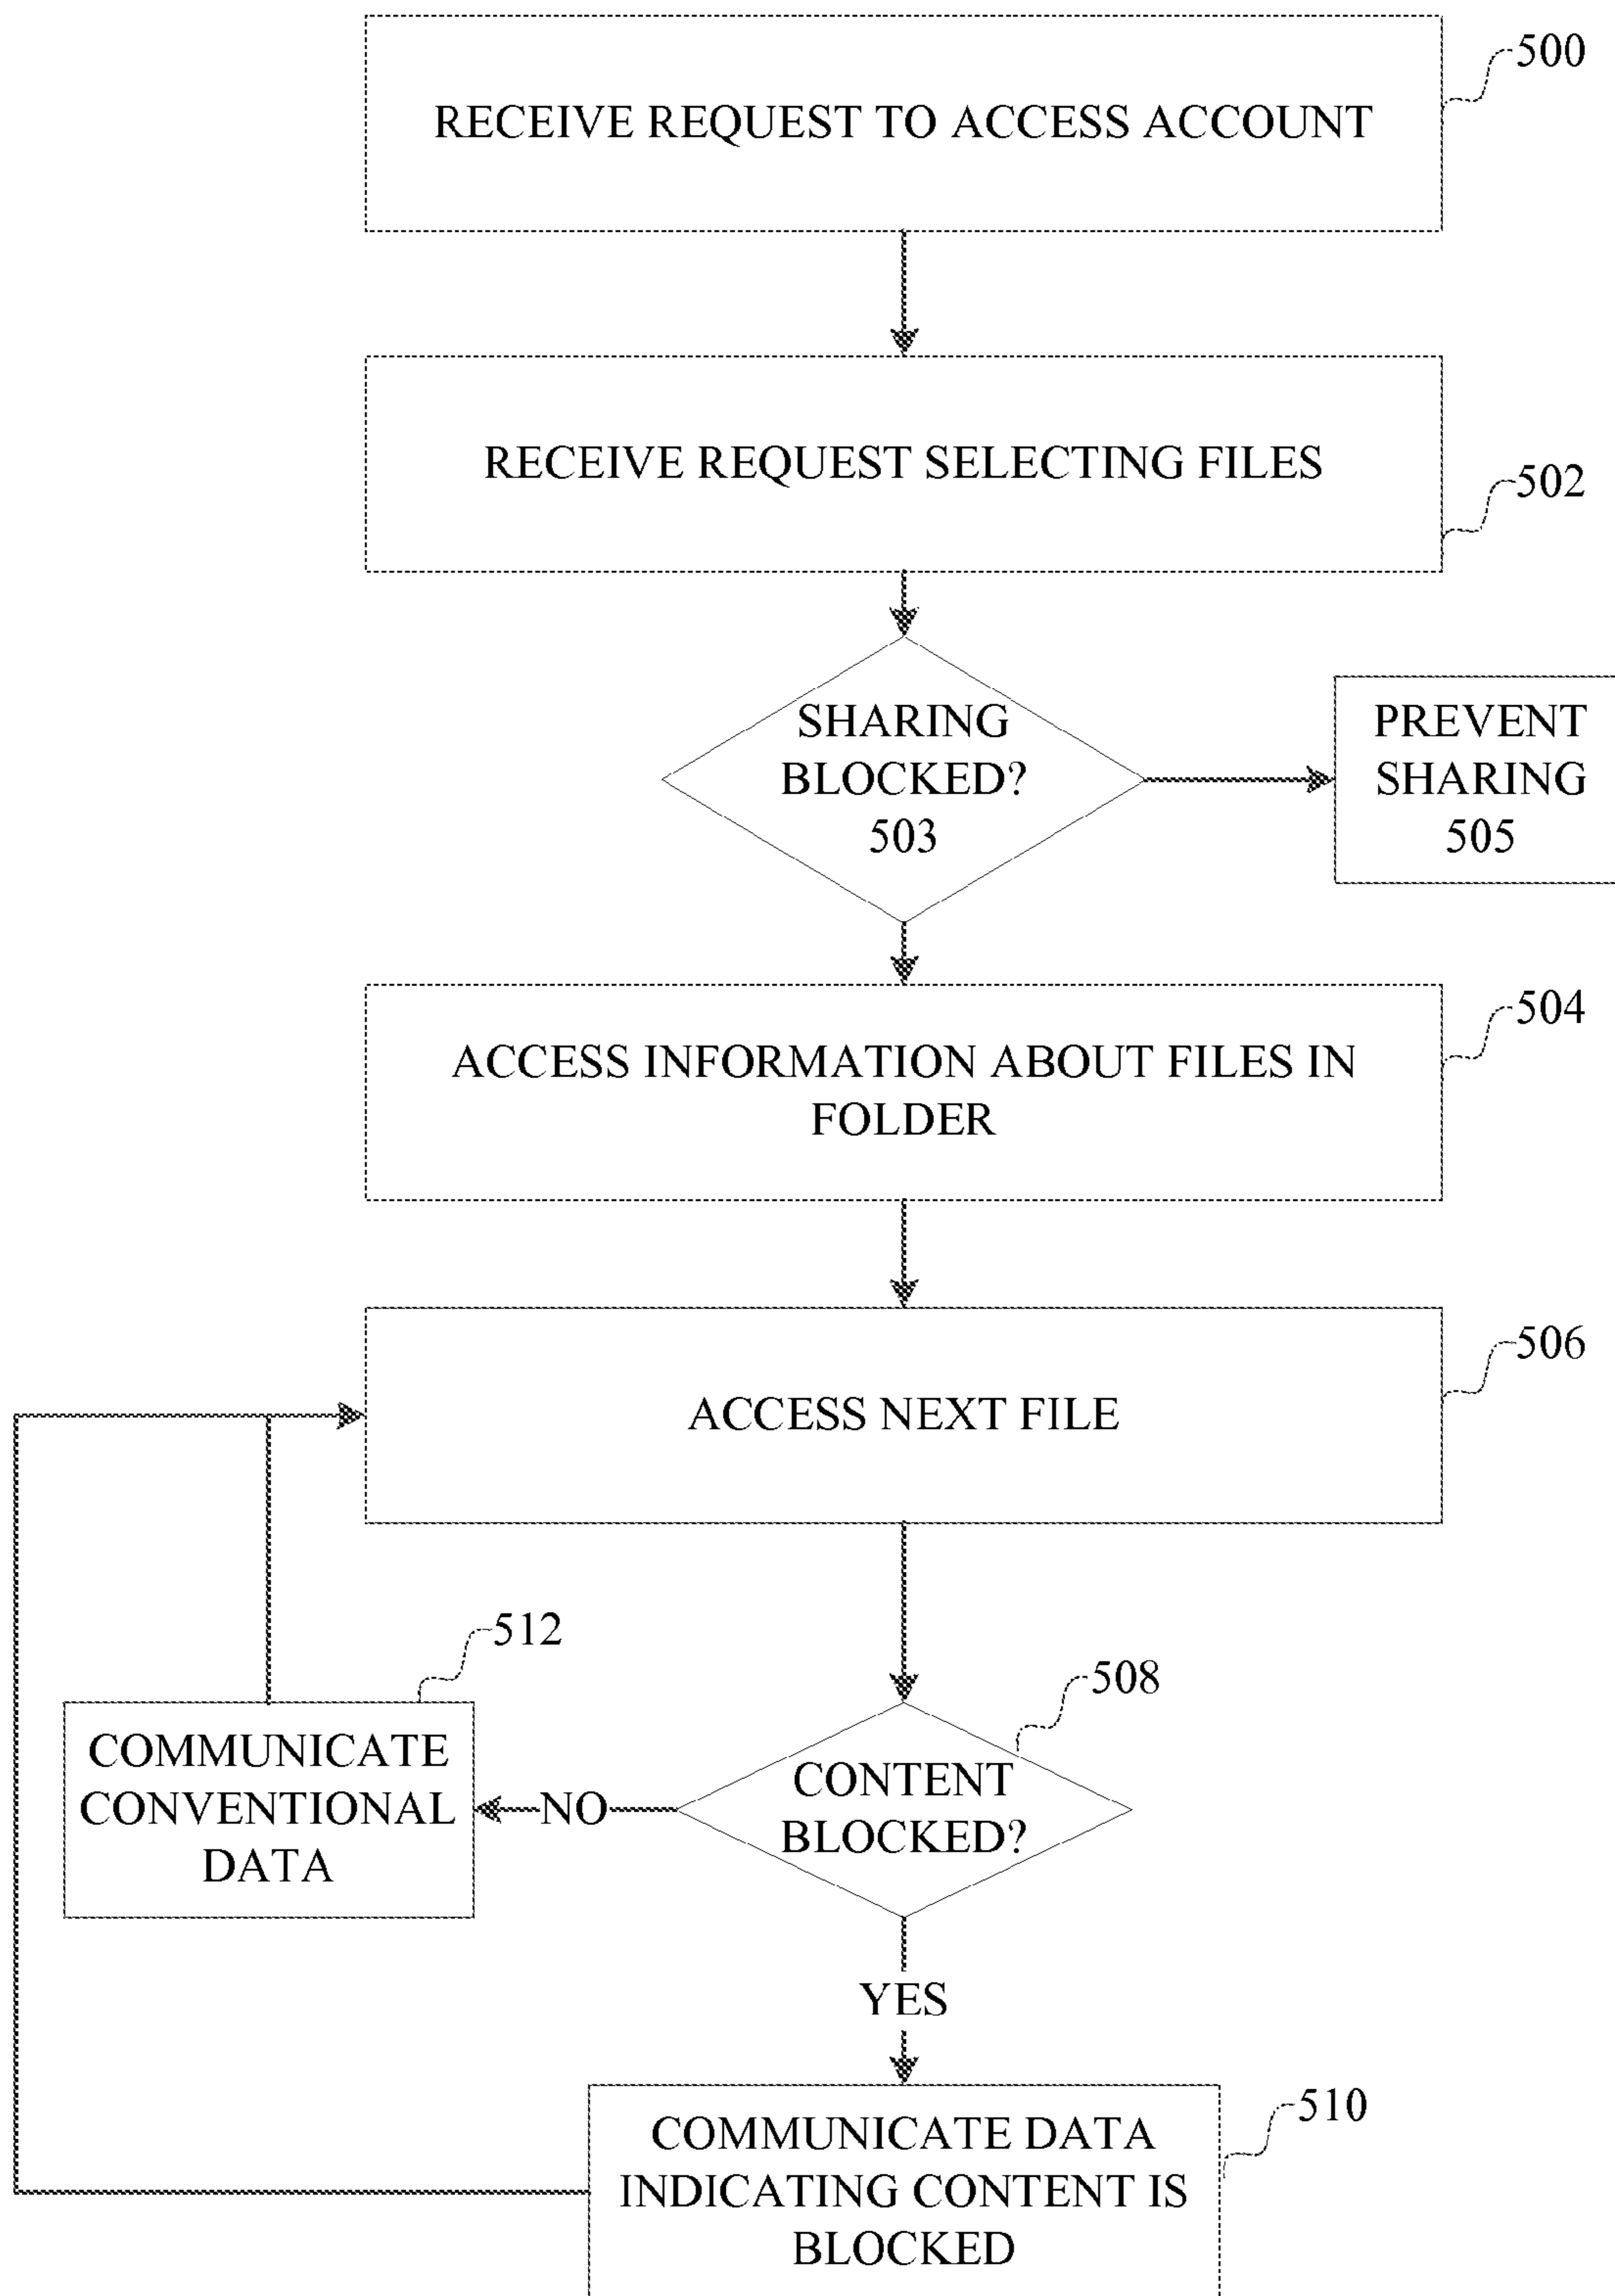 RECEIVE REQUEST TO ACCESS ACCOUNT
500
RECEIVE REQUEST SELECTING FILES
502
SHARING
BLOCKED?
503
PREVENT
SHARING
505
ACCESS INFORMATION ABOUT FILES IN
FOLDER
504
ACCESS NEXT FILE
506
512
COMMUNICATE
CONVENTIONAL
DATA
NO
508
CONTENT
BLOCKED?
YES
COMMUNICATE DATA
INDICATING CONTENT IS
BLOCKED
510